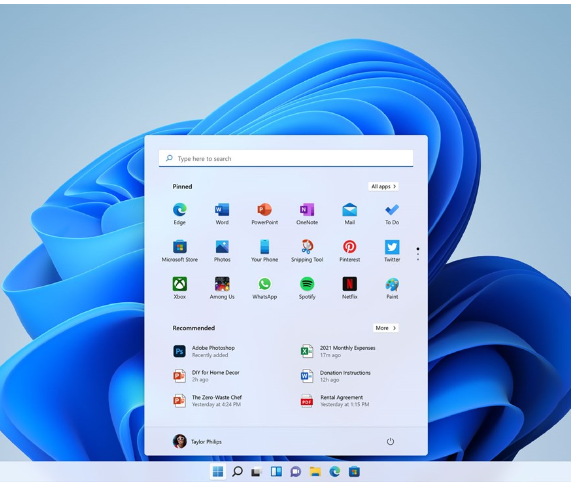 Type here to search
Pinned
All apps >
Edge Word PowerPoint OneNote Mail To Do
Microsoft Store Photos Your Phone Snipping Tool Pinterest Twitter
Xbox Among Us WhatsApp Spotify Netflix Paint
Recommended
More >
Adobe Photoshop
Recently added
2021 Monthly Expenses
17m ago
DIY for Home Decor
2h ago
Donation Instructions
12h ago
The Zero-Waste Chef
Yesterday at 4:24 PM
Rental Agreement
Yesterday at 1:15 PM
Taylor Philips